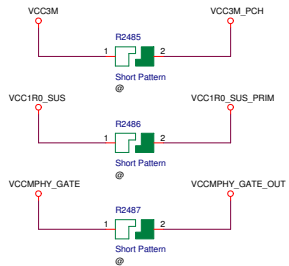 VCC3M VCC3M_PCH
R2485
1 2
Short Pattern
@
VCC1R0_SUS VCC1R0_SUS_PRIM
R2486
1 2
Short Pattern
@
VCCMPHY_GATE VCCMPHY_GATE_OUT
R2487
1 2
Short Pattern
@